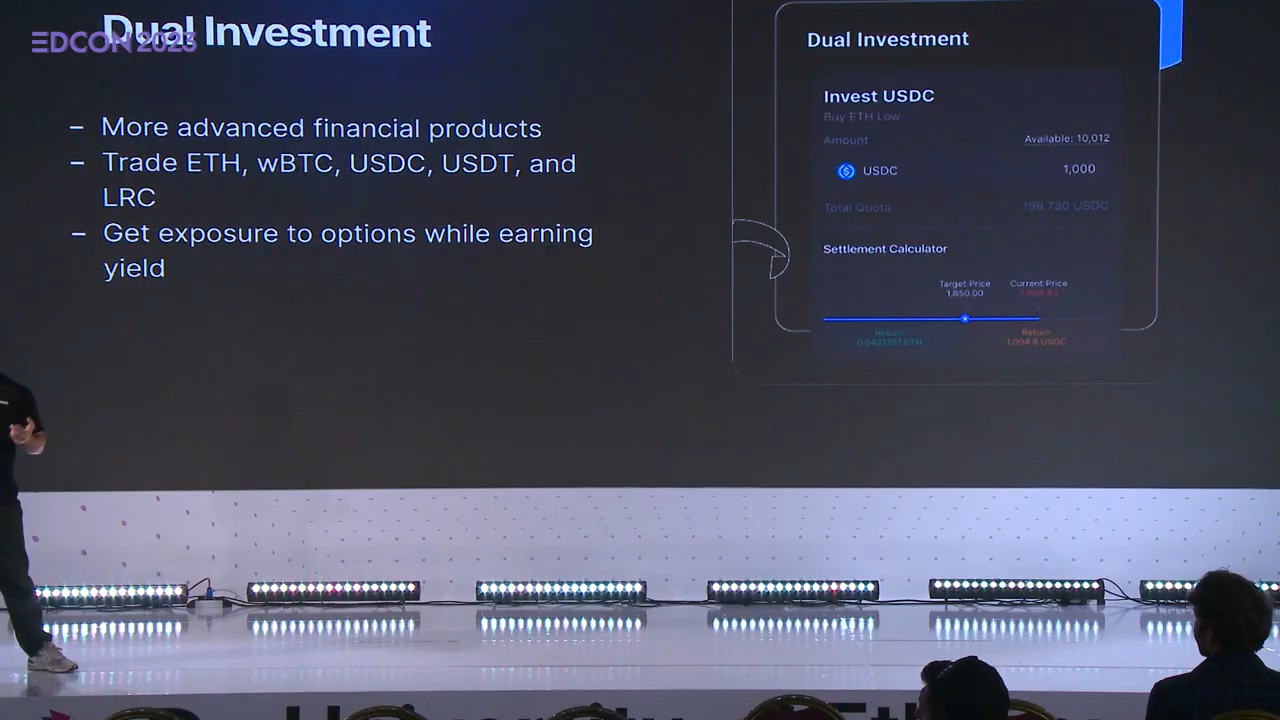 EDCON 2023
Dual Investment
– More advanced financial products
– Trade ETH, wBTC, USDC, USDT, and
LRC
– Get exposure to options while earning
yield
Dual Investment
Invest USDC
Buy ETH Low
Amount Available: 10,012
USDC 1,000
Total Quota 198,730 USDC
Settlement Calculator
Target Price Current Price
1,850.00
Return Return
1,004.8 USDC